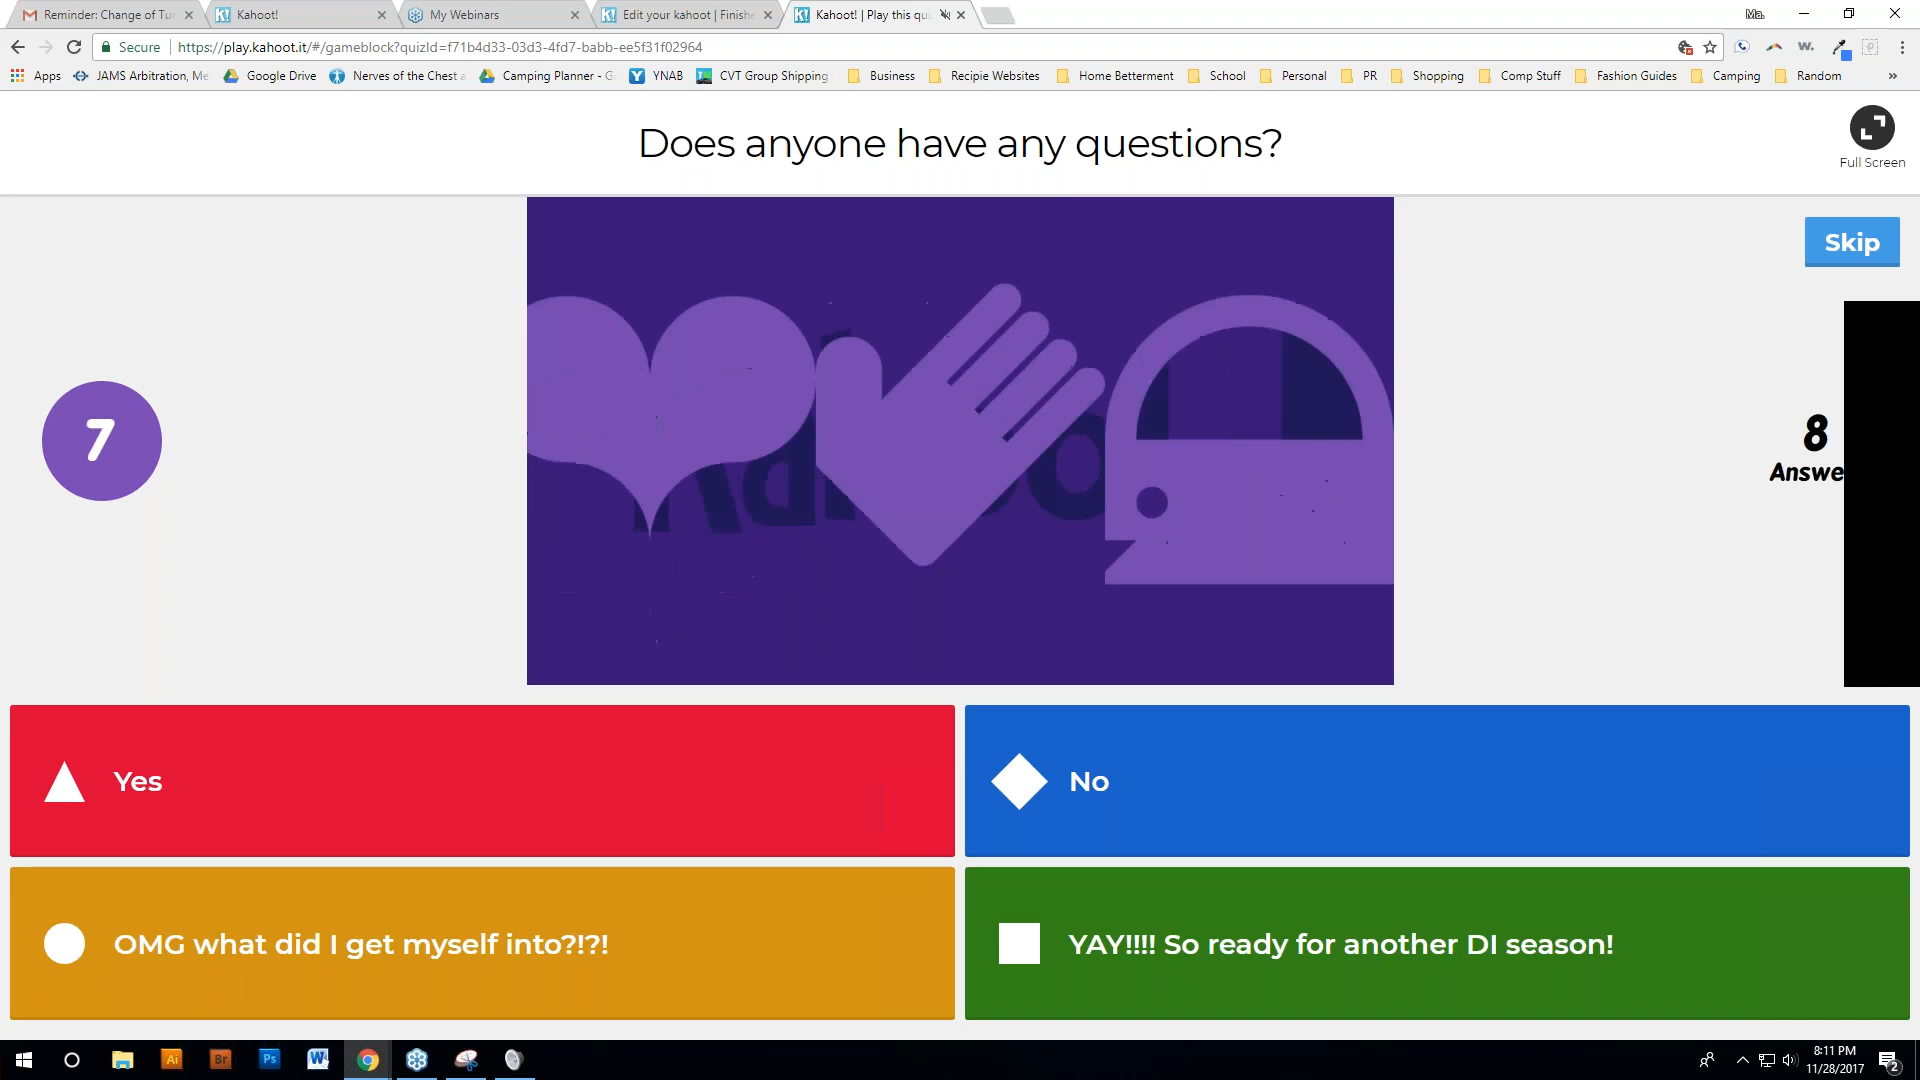 Reminder: Change of Tur
Kahoot!
My Webinars
Edit your kahoot | Finishe
Kahoot! | Play this qu
Ma.
Secure
https://play.kahoot.it/#/gameblock?quizId=f71b4d33-03d3-4fd7-babb-ee5f31f02964
Apps
JAMS Arbitration, Me
Google Drive
Nerves of the Chest a
Camping Planner - G
YNAB
CVT Group Shipping
Business
Recipie Websites
Home Betterment
School
Personal
PR
Shopping
Comp Stuff
Fashion Guides
Camping
Random
Does anyone have any questions?
Full Screen
Skip
7
8
Answe
Yes
No
OMG what did I get myself into?!?!
YAY!!!! So ready for another DI season!
8:11 PM
11/28/2017
2